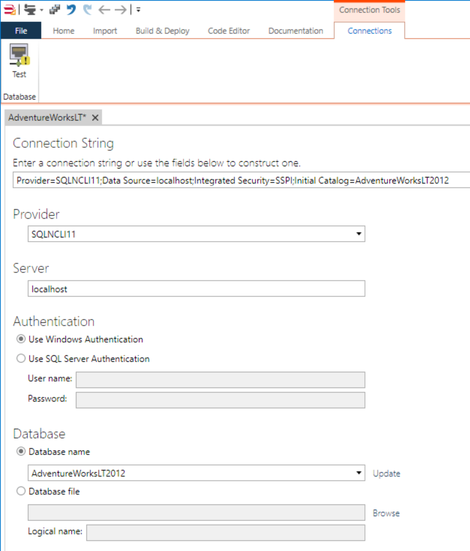 Connection Tools
File Home Import Build & Deploy Code Editor Documentation Connections
Test
Database
AdventureWorksLT* ×
Connection String
Enter a connection string or use the fields below to construct one.
Provider=SQLNCLI11;Data Source=localhost;Integrated Security=SSPI;Initial Catalog=AdventureWorksLT2012
Provider
SQLNCLI11
Server
localhost
Authentication
Use Windows Authentication
Use SQL Server Authentication
User name:
Password:
Database
Database name
AdventureWorksLT2012 Update
Database file
Browse
Logical name: